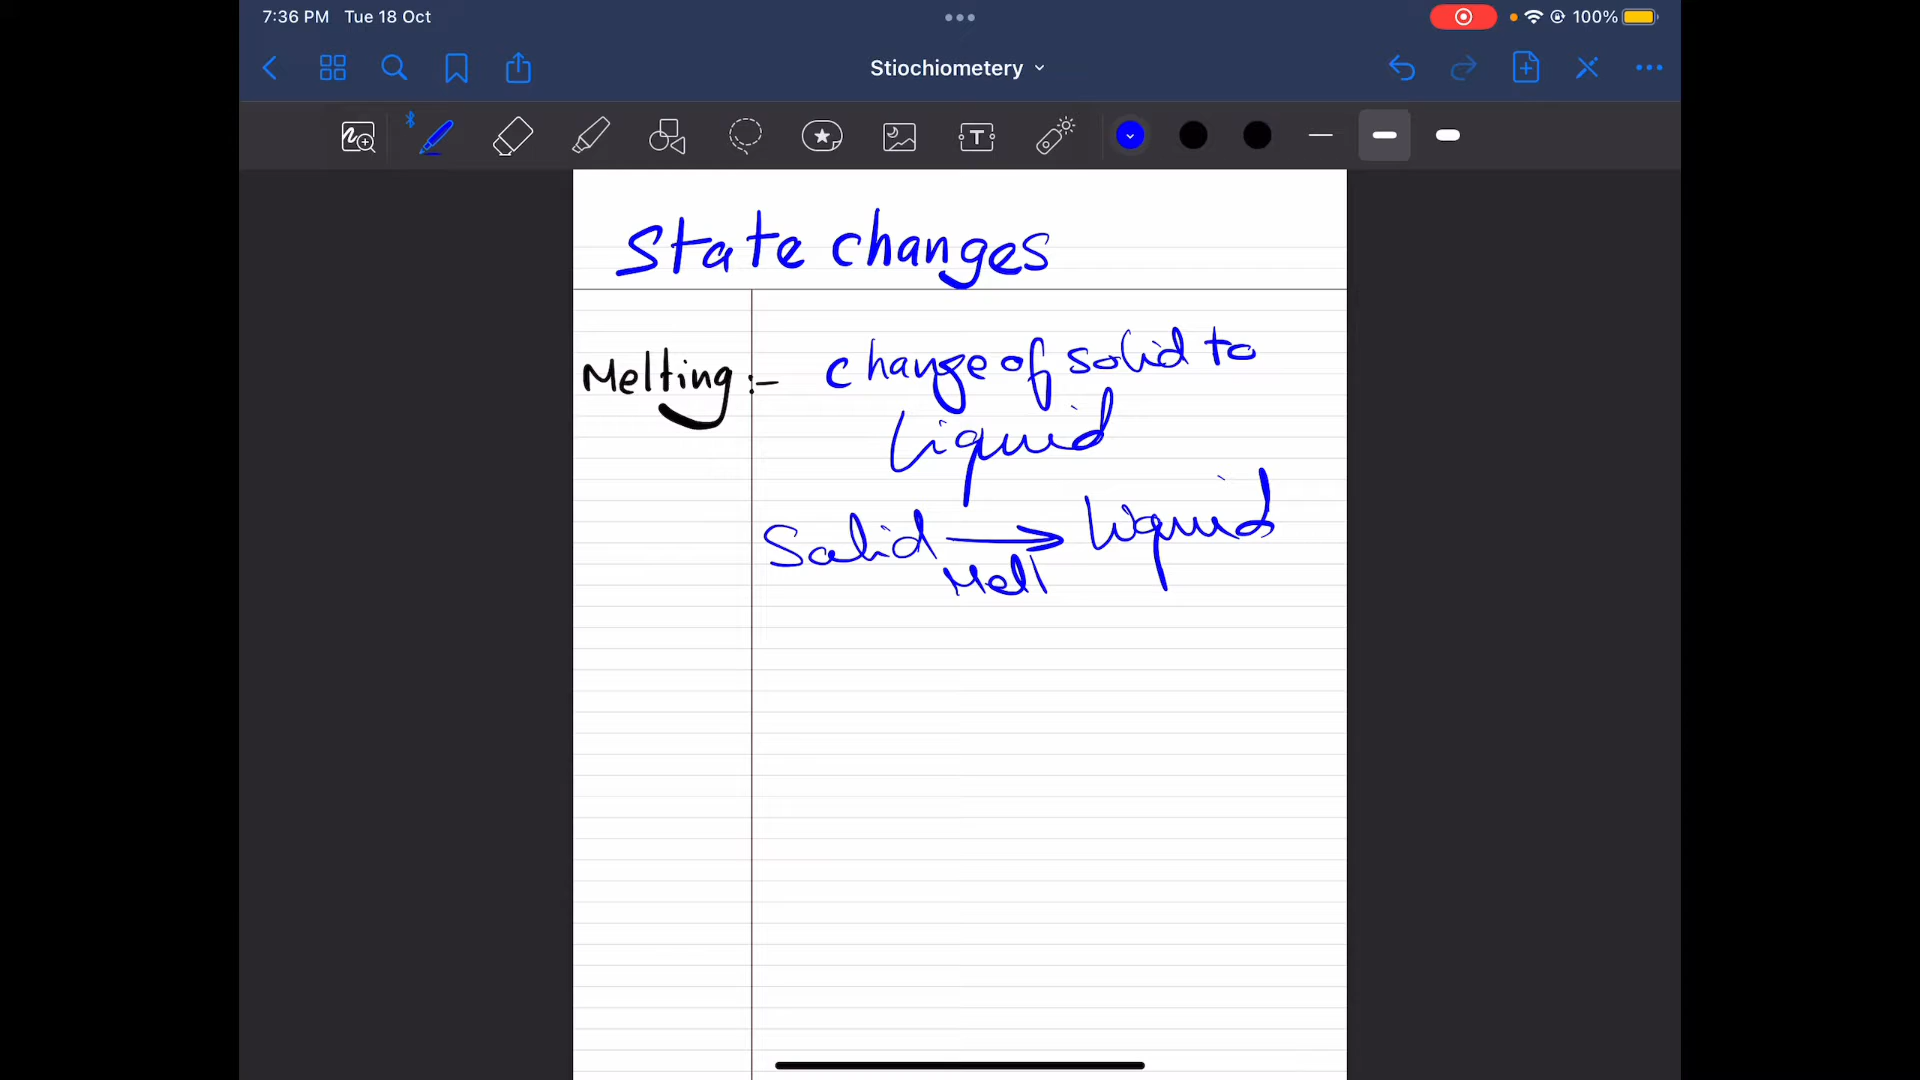 7:36 PM Tue 18 Oct 100%
Stiochiometery
T
State changes
Melting :- change of solid to
Liquid
Solid → Liquid
Melt